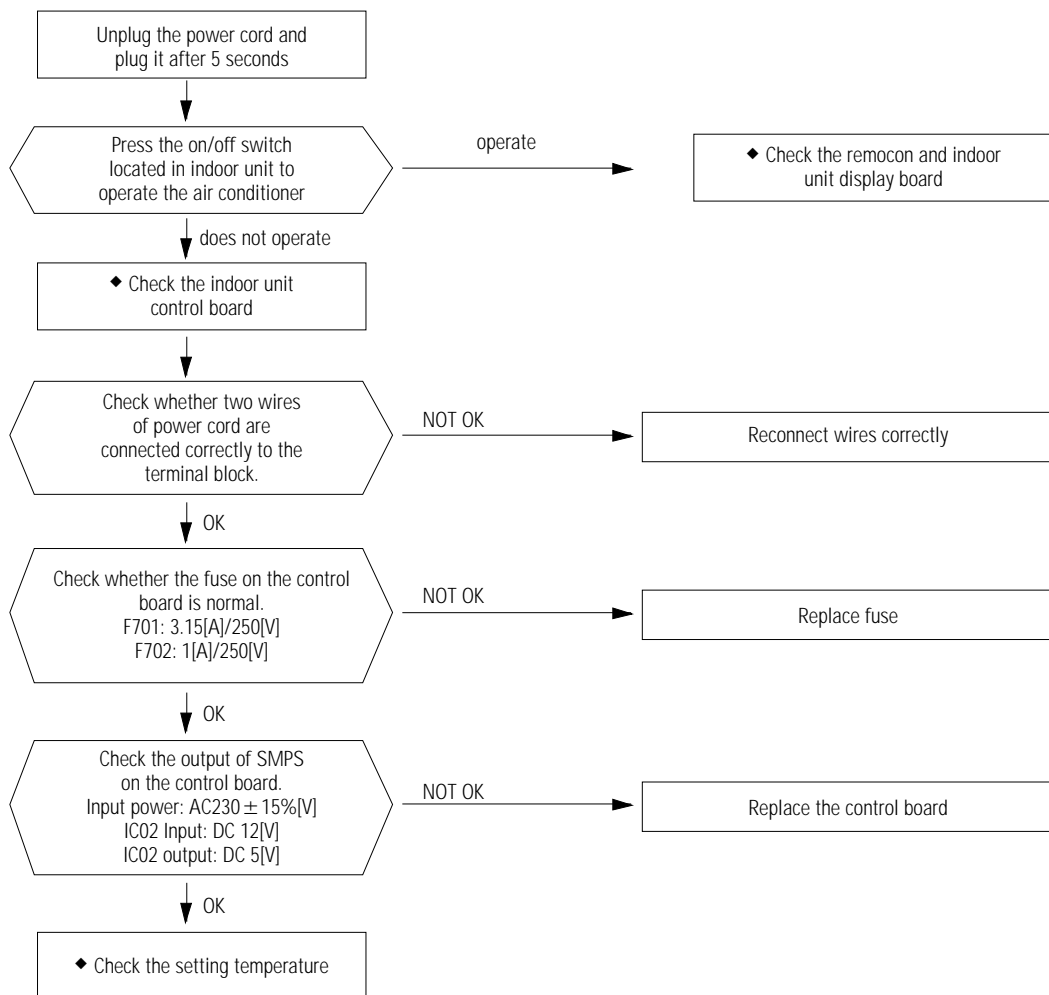 Unplug the power cord and
plug it after 5 seconds
Press the on/off switch
located in indoor unit to
operate the air conditioner
operate
◆ Check the remocon and indoor
unit display board
does not operate
◆ Check the indoor unit
control board
Check whether two wires
of power cord are
connected correctly to the
terminal block.
NOT OK
Reconnect wires correctly
OK
Check whether the fuse on the control
board is normal.
F701: 3.15[A]/250[V]
F702: 1[A]/250[V]
NOT OK
Replace fuse
OK
Check the output of SMPS
on the control board.
Input power: AC230 ± 15%[V]
IC02 Input: DC 12[V]
IC02 output: DC 5[V]
NOT OK
Replace the control board
OK
◆ Check the setting temperature